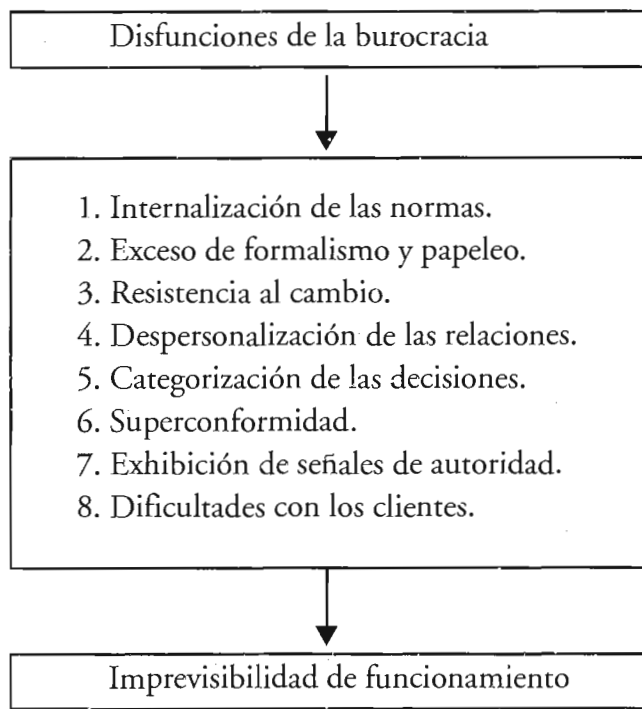 Disfunciones de la burocracia
1. Internalización de las normas.
2. Exceso de formalismo y papeleo.
3. Resistencia al cambio.
4. Despersonalización de las relaciones.
5. Categorización de las decisiones.
6. Superconformidad.
7. Exhibición de señales de autoridad.
8. Dificultades con los clientes.
Imprevisibilidad de funcionamiento